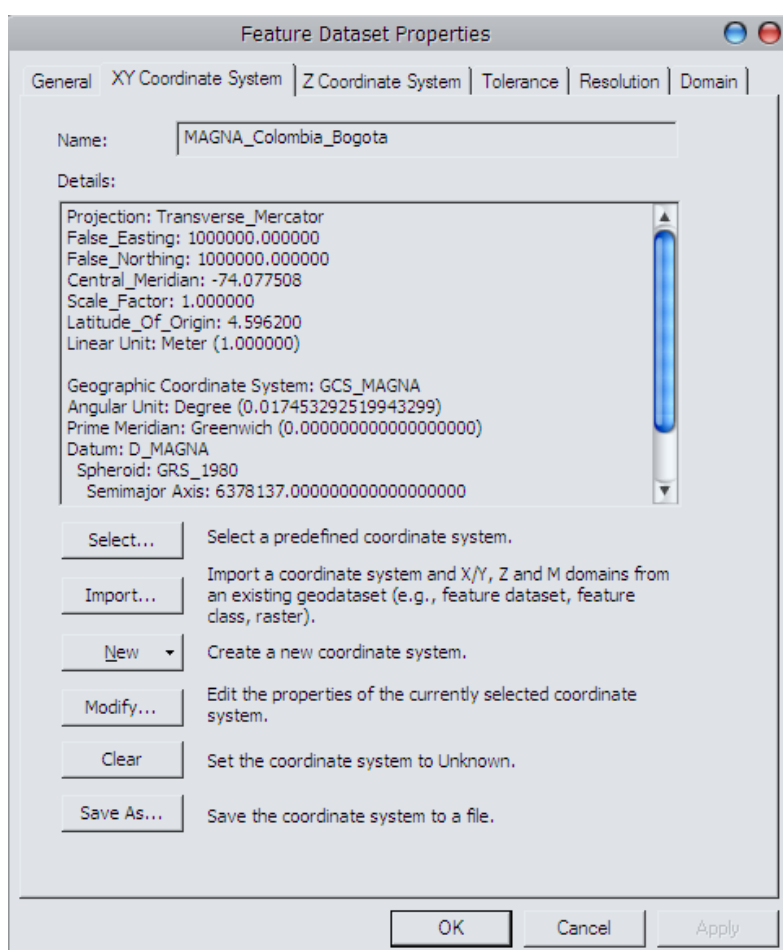 Feature Dataset Properties
General XY Coordinate System Z Coordinate System Tolerance Resolution Domain
Name: MAGNA_Colombia_Bogota
Details:
Projection: Transverse_Mercator
False_Easting: 1000000.000000
False_Northing: 1000000.000000
Central_Meridian: -74.077508
Scale_Factor: 1.000000
Latitude_Of_Origin: 4.596200
Linear Unit: Meter (1.000000)
Geographic Coordinate System: GCS_MAGNA
Angular Unit: Degree (0.017453292519943299)
Prime Meridian: Greenwich (0.000000000000000000)
Datum: D_MAGNA
Spheroid: GRS_1980
Semimajor Axis: 6378137.000000000000000000
Select... Select a predefined coordinate system.
Import... Import a coordinate system and X/Y, Z and M domains from
an existing geodataset (e.g., feature dataset, feature
class, raster).
New Create a new coordinate system.
Modify... Edit the properties of the currently selected coordinate
system.
Clear Set the coordinate system to Unknown.
Save As... Save the coordinate system to a file.
OK Cancel Apply